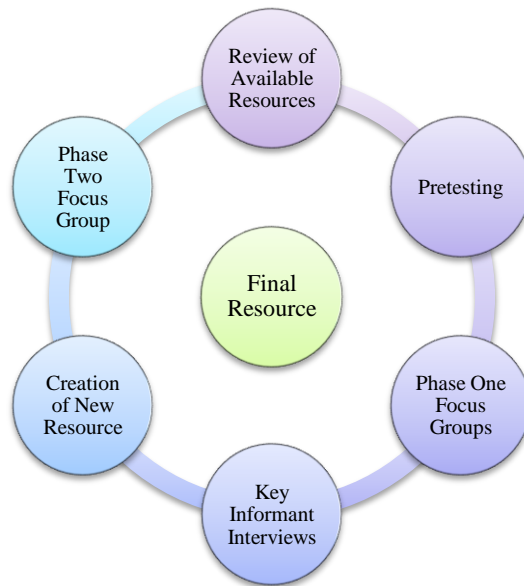 Review of
Available
Resources
Pretesting
Phase One
Focus
Groups
Key
Informant
Interviews
Creation
of New
Resource
Phase
Two
Focus
Group
Final
Resource